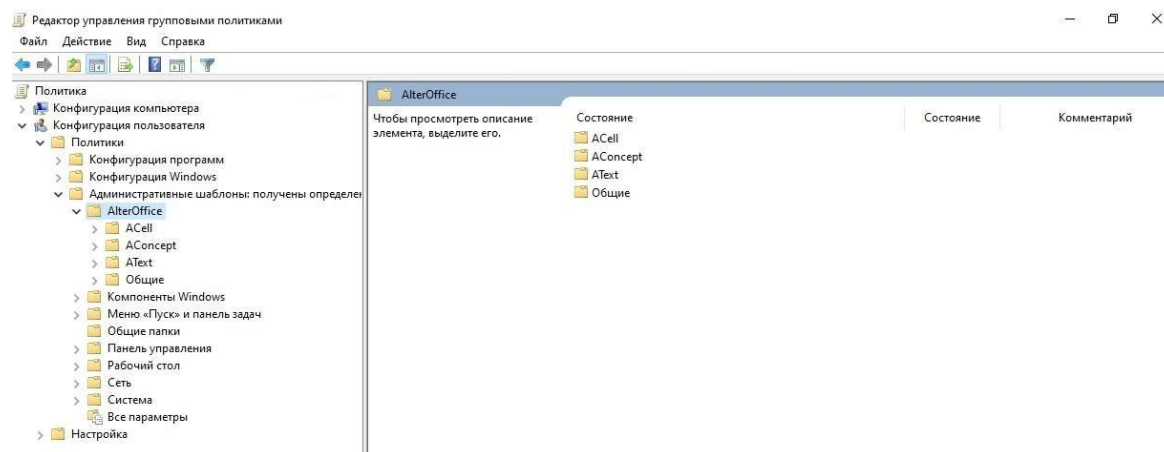 Редактор управления групповыми политиками
Файл Действие Вид Справка
Политика
Конфигурация компьютера
Конфигурация пользователя
Политики
Конфигурация программ
Конфигурация Windows
Административные шаблоны: получены определен
AlterOffice
ACell
AConcept
AText
Общие
Компоненты Windows
Меню «Пуск» и панель задач
Общие папки
Панель управления
Рабочий стол
Сеть
Система
Все параметры
Настройка
AlterOffice
Чтобы просмотреть описание
элемента, выделите его.
Состояние Состояние Комментарий
ACell
AConcept
AText
Общие